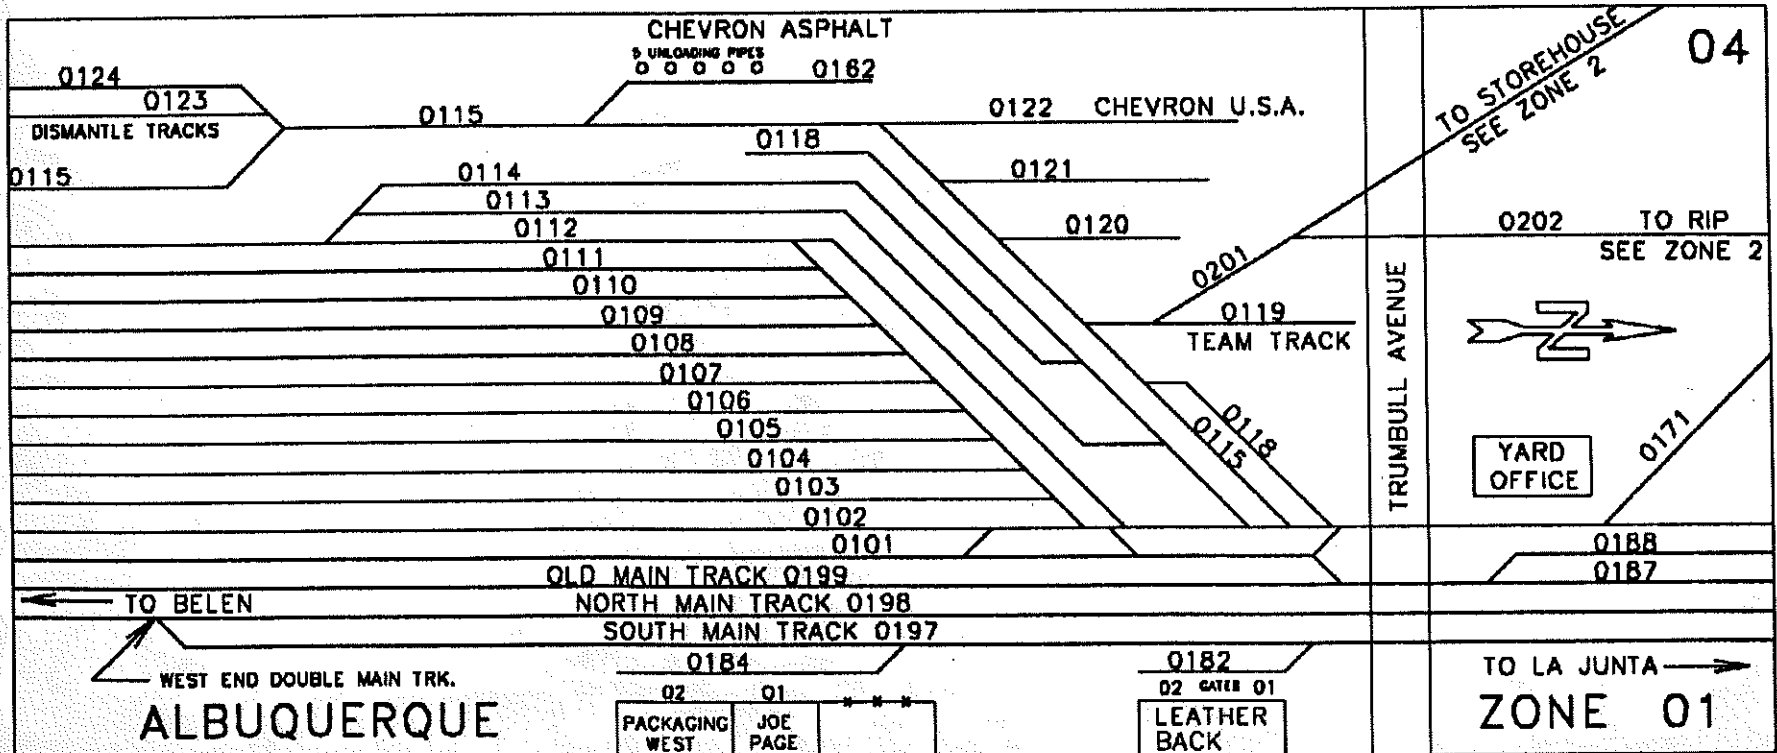 CHEVRON ASPHALT
5 UNLOADING PIPES
0162
0124
0123
DISMANTLE TRACKS
0115
0115
0122 CHEVRON U.S.A.
0118
0114
0121
0113
0112
0120
0111
0110
0109
0108
0107
0106
0105
0104
0103
0102
0101
OLD MAIN TRACK 0199
TO BELEN
NORTH MAIN TRACK 0198
SOUTH MAIN TRACK 0197
WEST END DOUBLE MAIN TRK.
ALBUQUERQUE
0184
02 01
PACKAGING
WEST
JOE
PAGE
0182
02 GATES 01
LEATHER
BACK
0201
0119
TEAM TRACK
0118
0115
TRUMBULL AVENUE
TO STOREHOUSE
SEE ZONE 2
04
0202 TO RIP
SEE ZONE 2
Z
0171
YARD
OFFICE
0188
0187
TO LA JUNTA
ZONE 01